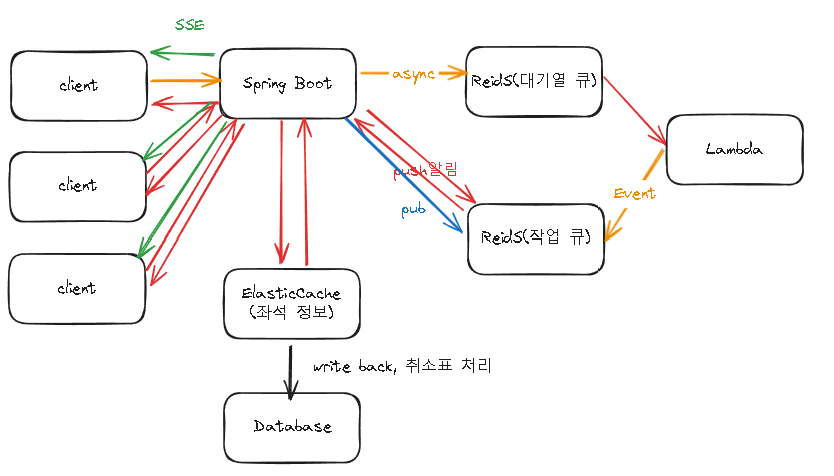 SSE
client
Spring Boot
async
ReidS(대기열 큐)
Lambda
client
push알림
pub
Event
ReidS(작업 큐)
client
ElasticCache
(좌석 정보)
write back, 취소표 처리
Database